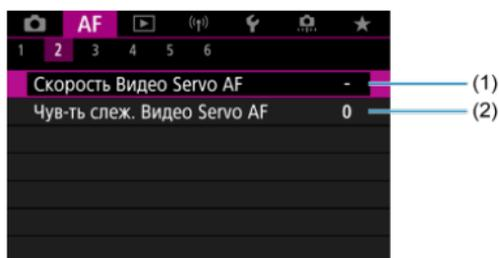 AF
1 2 3 4 5 6
Скорость Видео Servo AF - (1)
Чув-ть слеж. Видео Servo AF 0 (2)